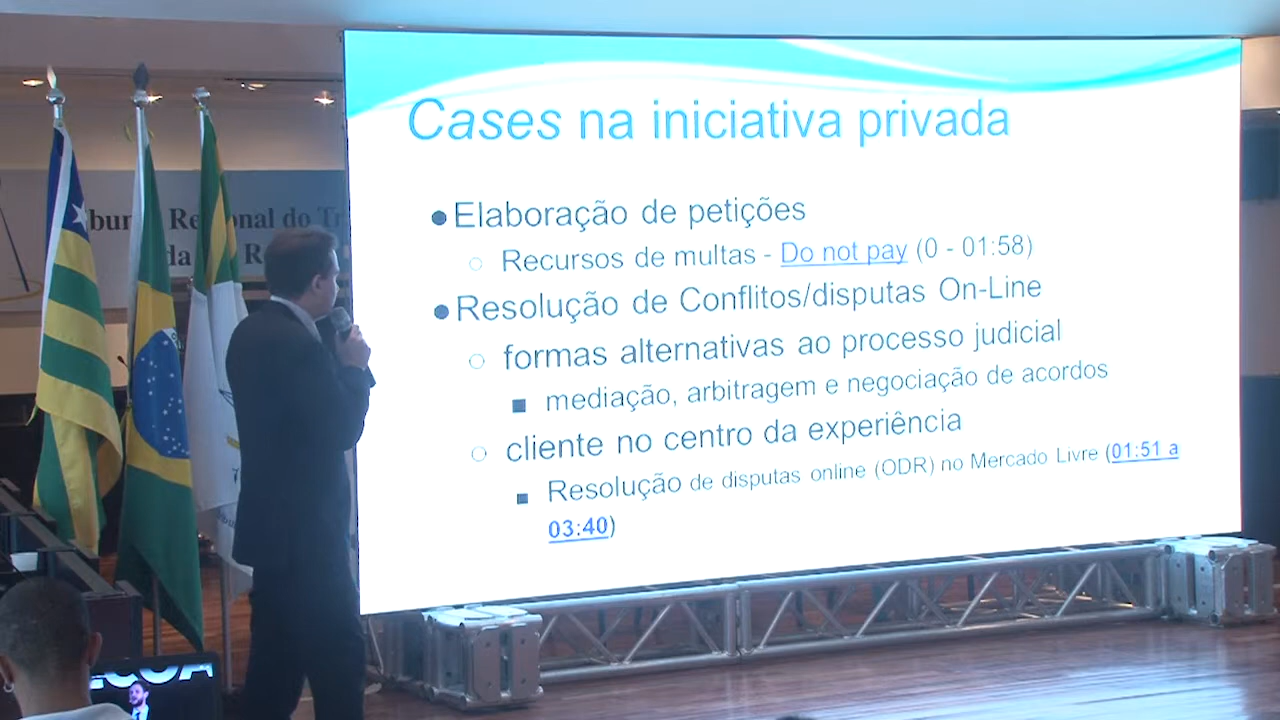 Cases na iniciativa privada
Elaboração de petições
Recursos de multas - Do not pay (0 - 01:58)
Resolução de Conflitos/disputas On-Line
formas alternativas ao processo judicial
mediação, arbitragem e negociação de acordos
cliente no centro da experiência
Resolução de disputas online (ODR) no Mercado Livre (01:51 a
03:40)
do
da